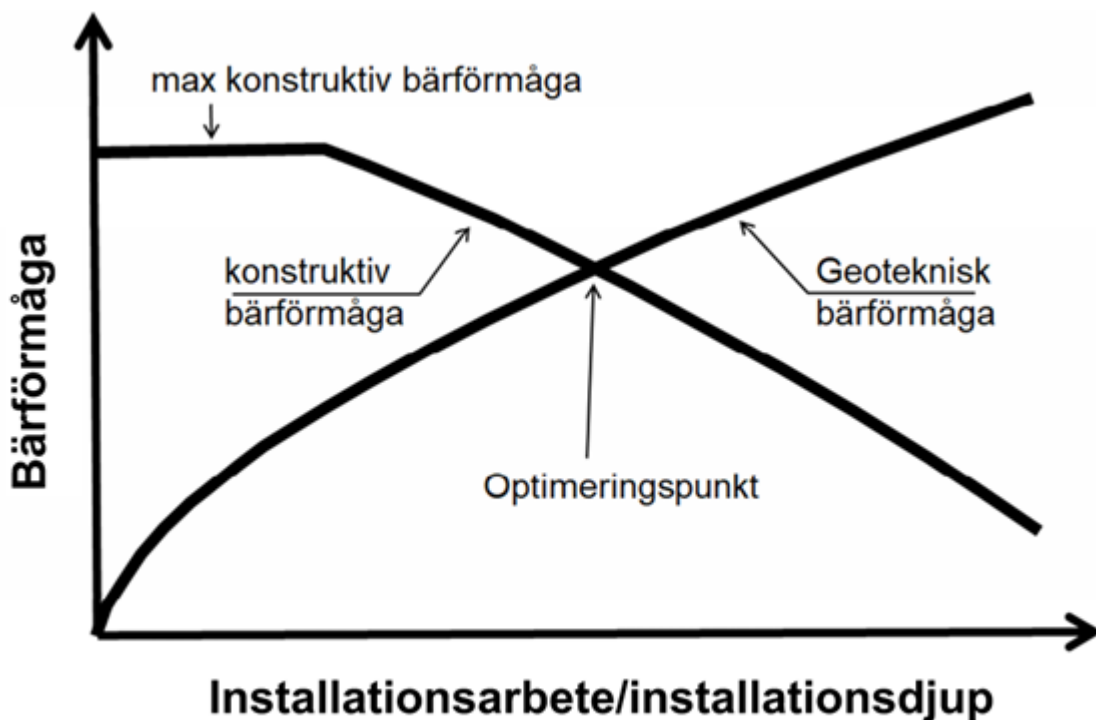 max konstruktiv bärförmåga
konstruktiv
bärförmåga
Geoteknisk
bärförmåga
Optimeringspunkt
Bärförmåga
Installationsarbete/installationsdjup